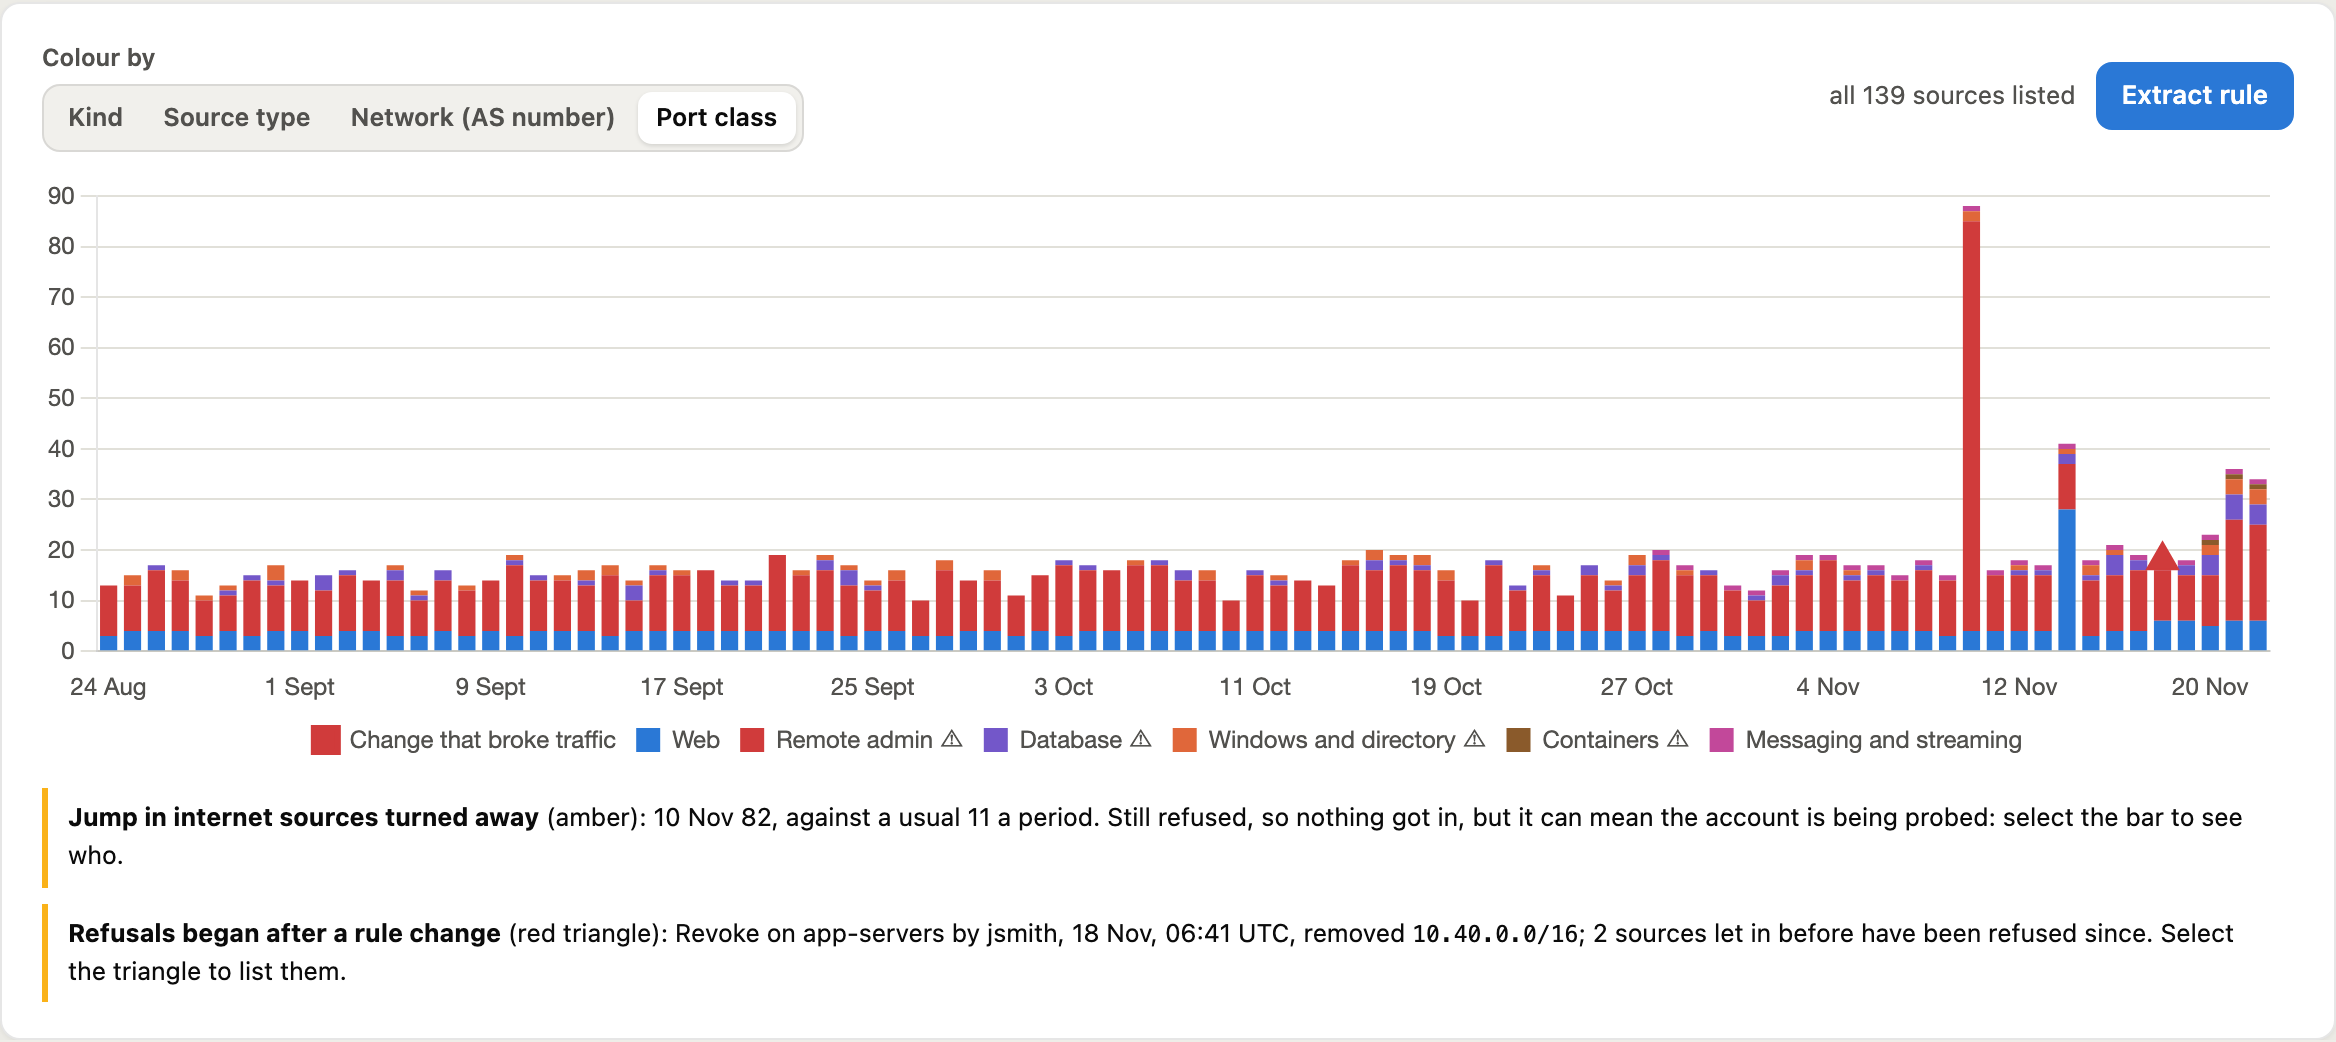 Colour by
Kind Source type Network (AS number) Port class
all 139 sources listed
Extract rule
90
80
70
60
50
40
30
20
10
0
24 Aug 1 Sept 9 Sept 17 Sept 25 Sept 3 Oct 11 Oct 19 Oct 27 Oct 4 Nov 12 Nov 20 Nov
Change that broke traffic Web Remote admin ⚠ Database ⚠ Windows and directory ⚠ Containers ⚠ Messaging and streaming
Jump in internet sources turned away (amber): 10 Nov 82, against a usual 11 a period. Still refused, so nothing got in, but it can mean the account is being probed: select the bar to see
who.
Refusals began after a rule change (red triangle): Revoke on app-servers by jsmith, 18 Nov, 06:41 UTC, removed 10.40.0.0/16; 2 sources let in before have been refused since. Select
the triangle to list them.